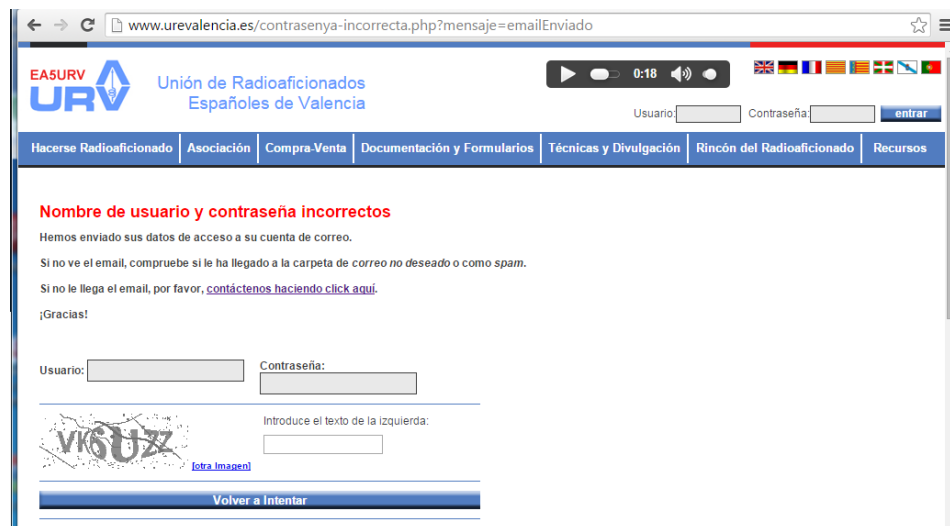 www.urevalencia.es/contrasenya-incorrecta.php?mensaje=emailEnviado
EA5URV
URV
Unión de Radioaficionados
Españoles de Valencia
0:18
Usuario:
Contraseña:
entrar
Hacerse Radioaficionado
Asociación
Compra-Venta
Documentación y Formularios
Técnicas y Divulgación
Rincón del Radioaficionado
Recursos
Nombre de usuario y contraseña incorrectos
Hemos enviado sus datos de acceso a su cuenta de correo.
Si no ve el email, compruebe si le ha llegado a la carpeta de correo no deseado o como spam.
Si no le llega el email, por favor, contáctenos haciendo click aquí.
¡Gracias!
Usuario:
Contraseña:
Introduce el texto de la izquierda:
VK6UZZ
[otra Imagen]
Volver a Intentar